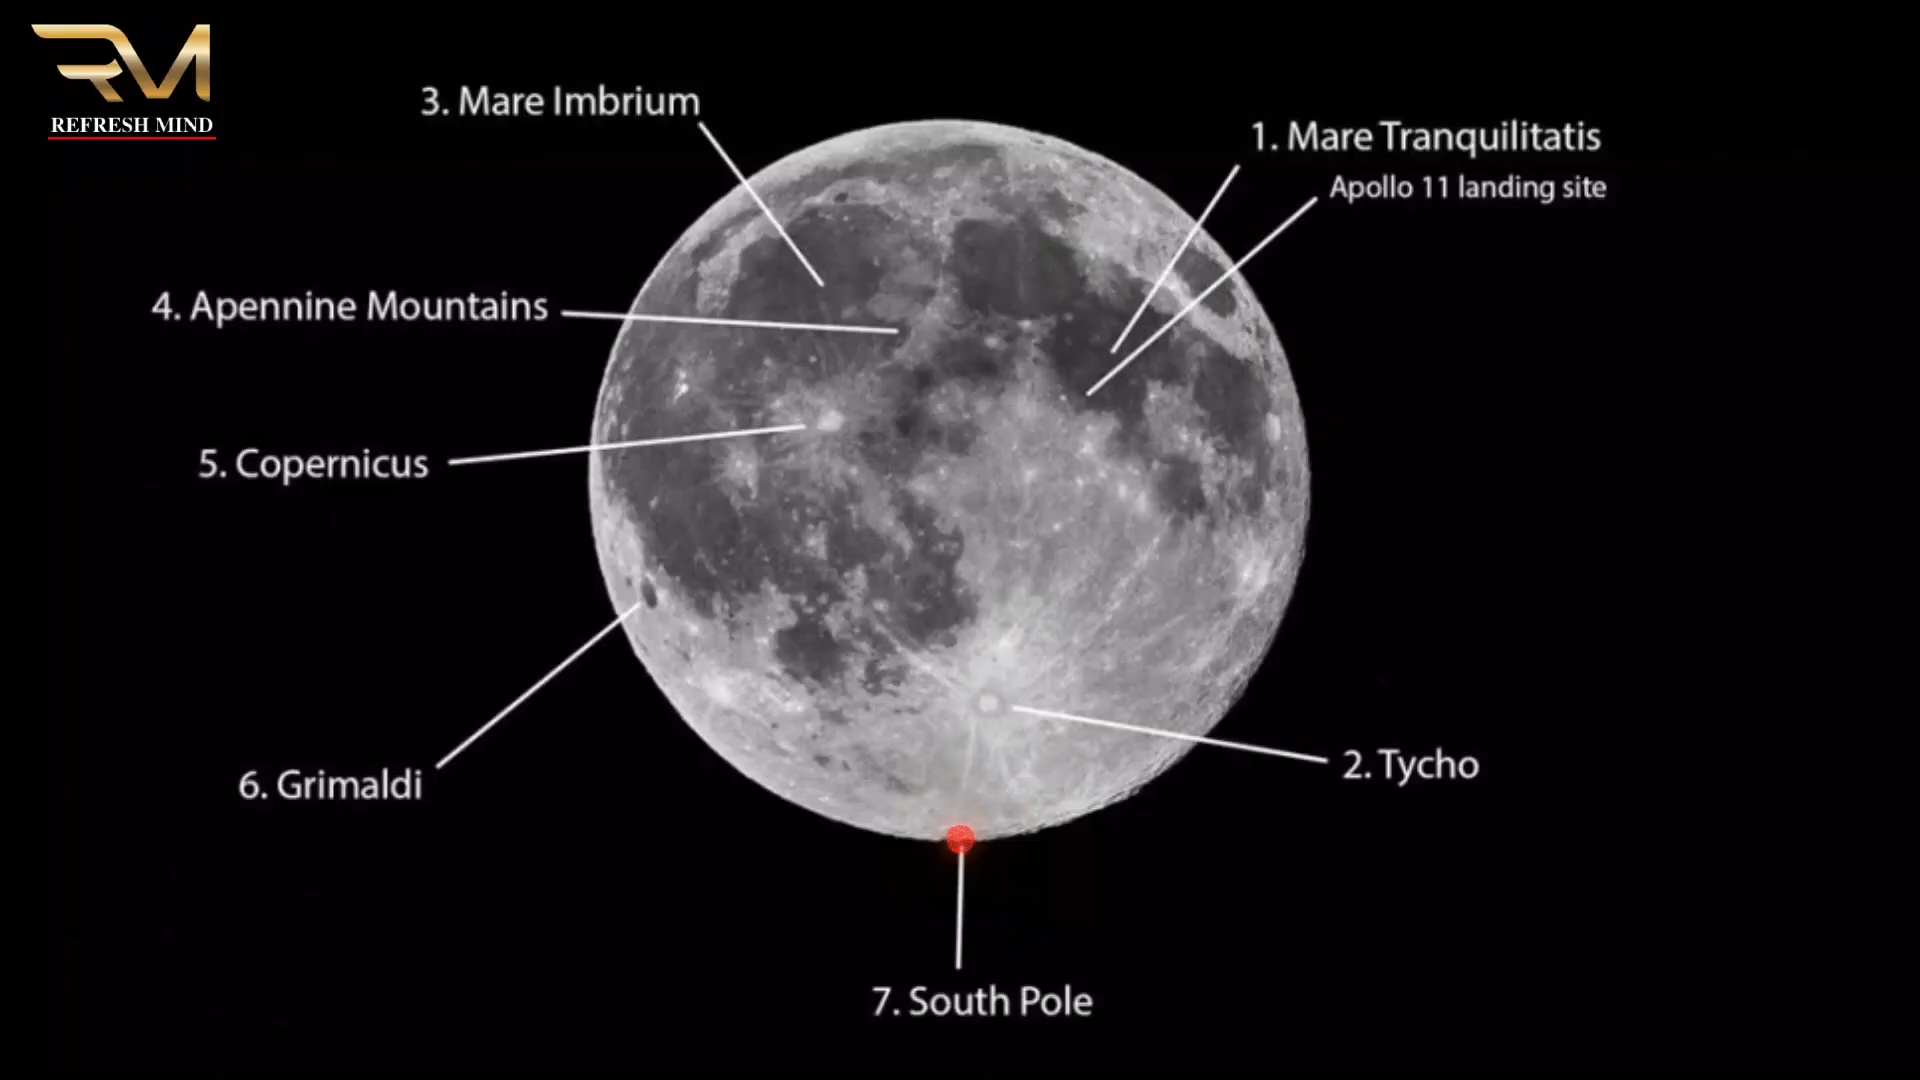 RM
REFRESH MIND
3. Mare Imbrium
1. Mare Tranquilitatis
Apollo 11 landing site
4. Apennine Mountains
5. Copernicus
6. Grimaldi
2. Tycho
7. South Pole